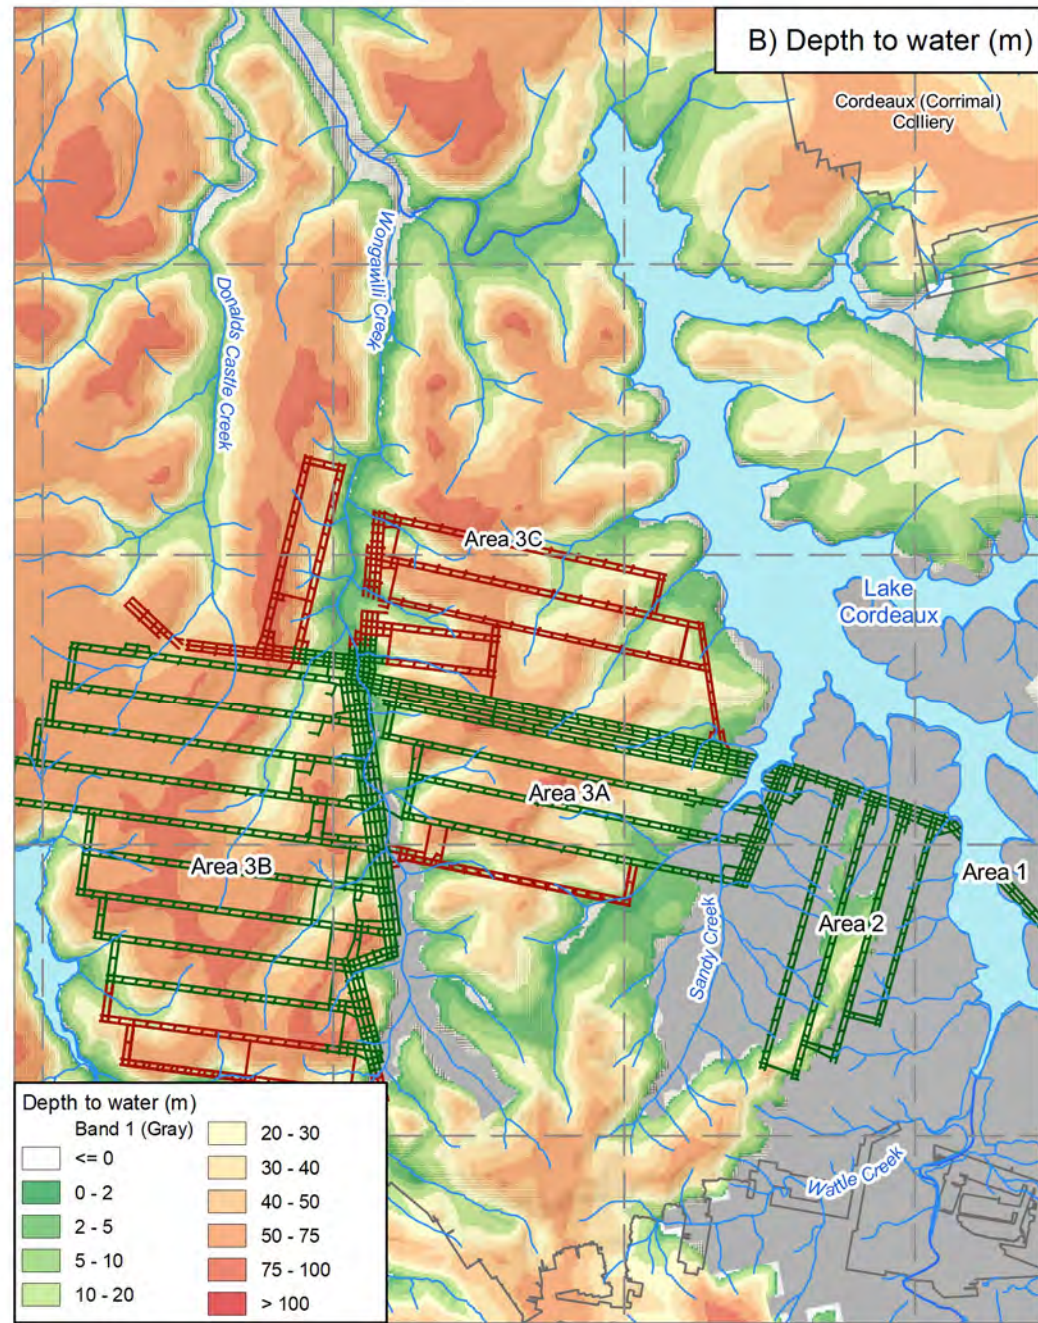 B) Depth to water (m)
Cordeaux (Corrimal)
Colliery
Wongawilli Creek
Donalds Castle Creek
Area 3C
Lake
Cordeaux
Area 3A
Area 3B
Area 1
Area 2
Sandy Creek
Wattle Creek
Depth to water (m)
Band 1 (Gray)
<= 0
0 - 2
2 - 5
5 - 10
10 - 20
20 - 30
30 - 40
40 - 50
50 - 75
75 - 100
> 100